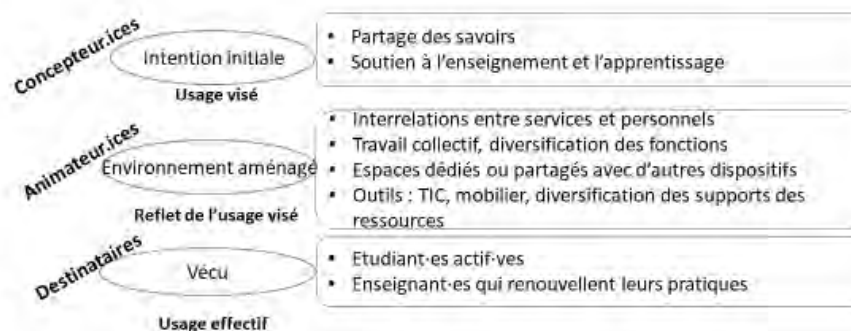 Concepteur.ices
Intention initiale
Usage visé
▪ Partage des savoirs
▪ Soutien à l'enseignement et l'apprentissage
Animateur.ices
Environnement aménagé
Reflet de l'usage visé
▪ Interrelations entre services et personnels
▪ Travail collectif, diversification des fonctions
▪ Espaces dédiés ou partagés avec d'autres dispositifs
▪ Outils : TIC, mobilier, diversification des supports des
ressources
Destinataires
Vécu
Usage effectif
▪ Etudiant·es actif·ves
▪ Enseignant·es qui renouvellent leurs pratiques